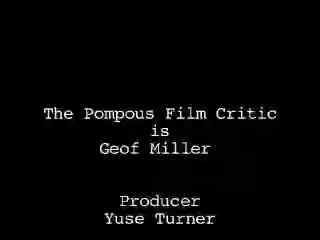 The Pompous Film Critic
is
Geof Miller
Producer
Yuse Turner